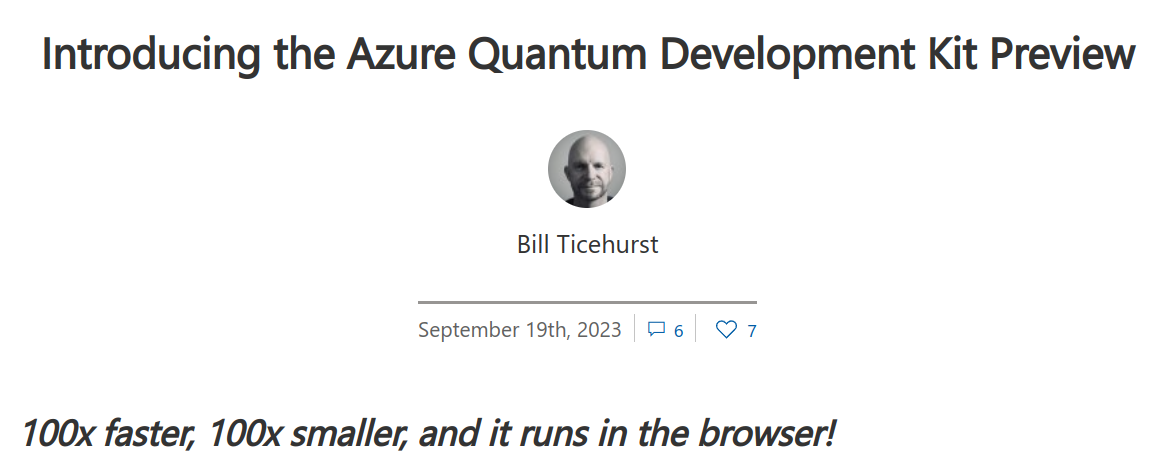 Introducing the Azure Quantum Development Kit Preview
Bill Ticehurst
September 19th, 2023 6 7
100x faster, 100x smaller, and it runs in the browser!